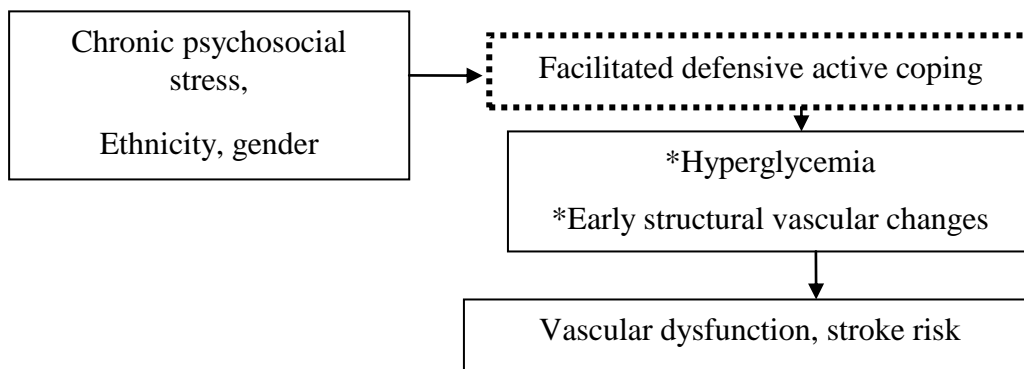 Chronic psychosocial
stress,
Ethnicity, gender
Facilitated defensive active coping
*Hyperglycemia
*Early structural vascular changes
Vascular dysfunction, stroke risk